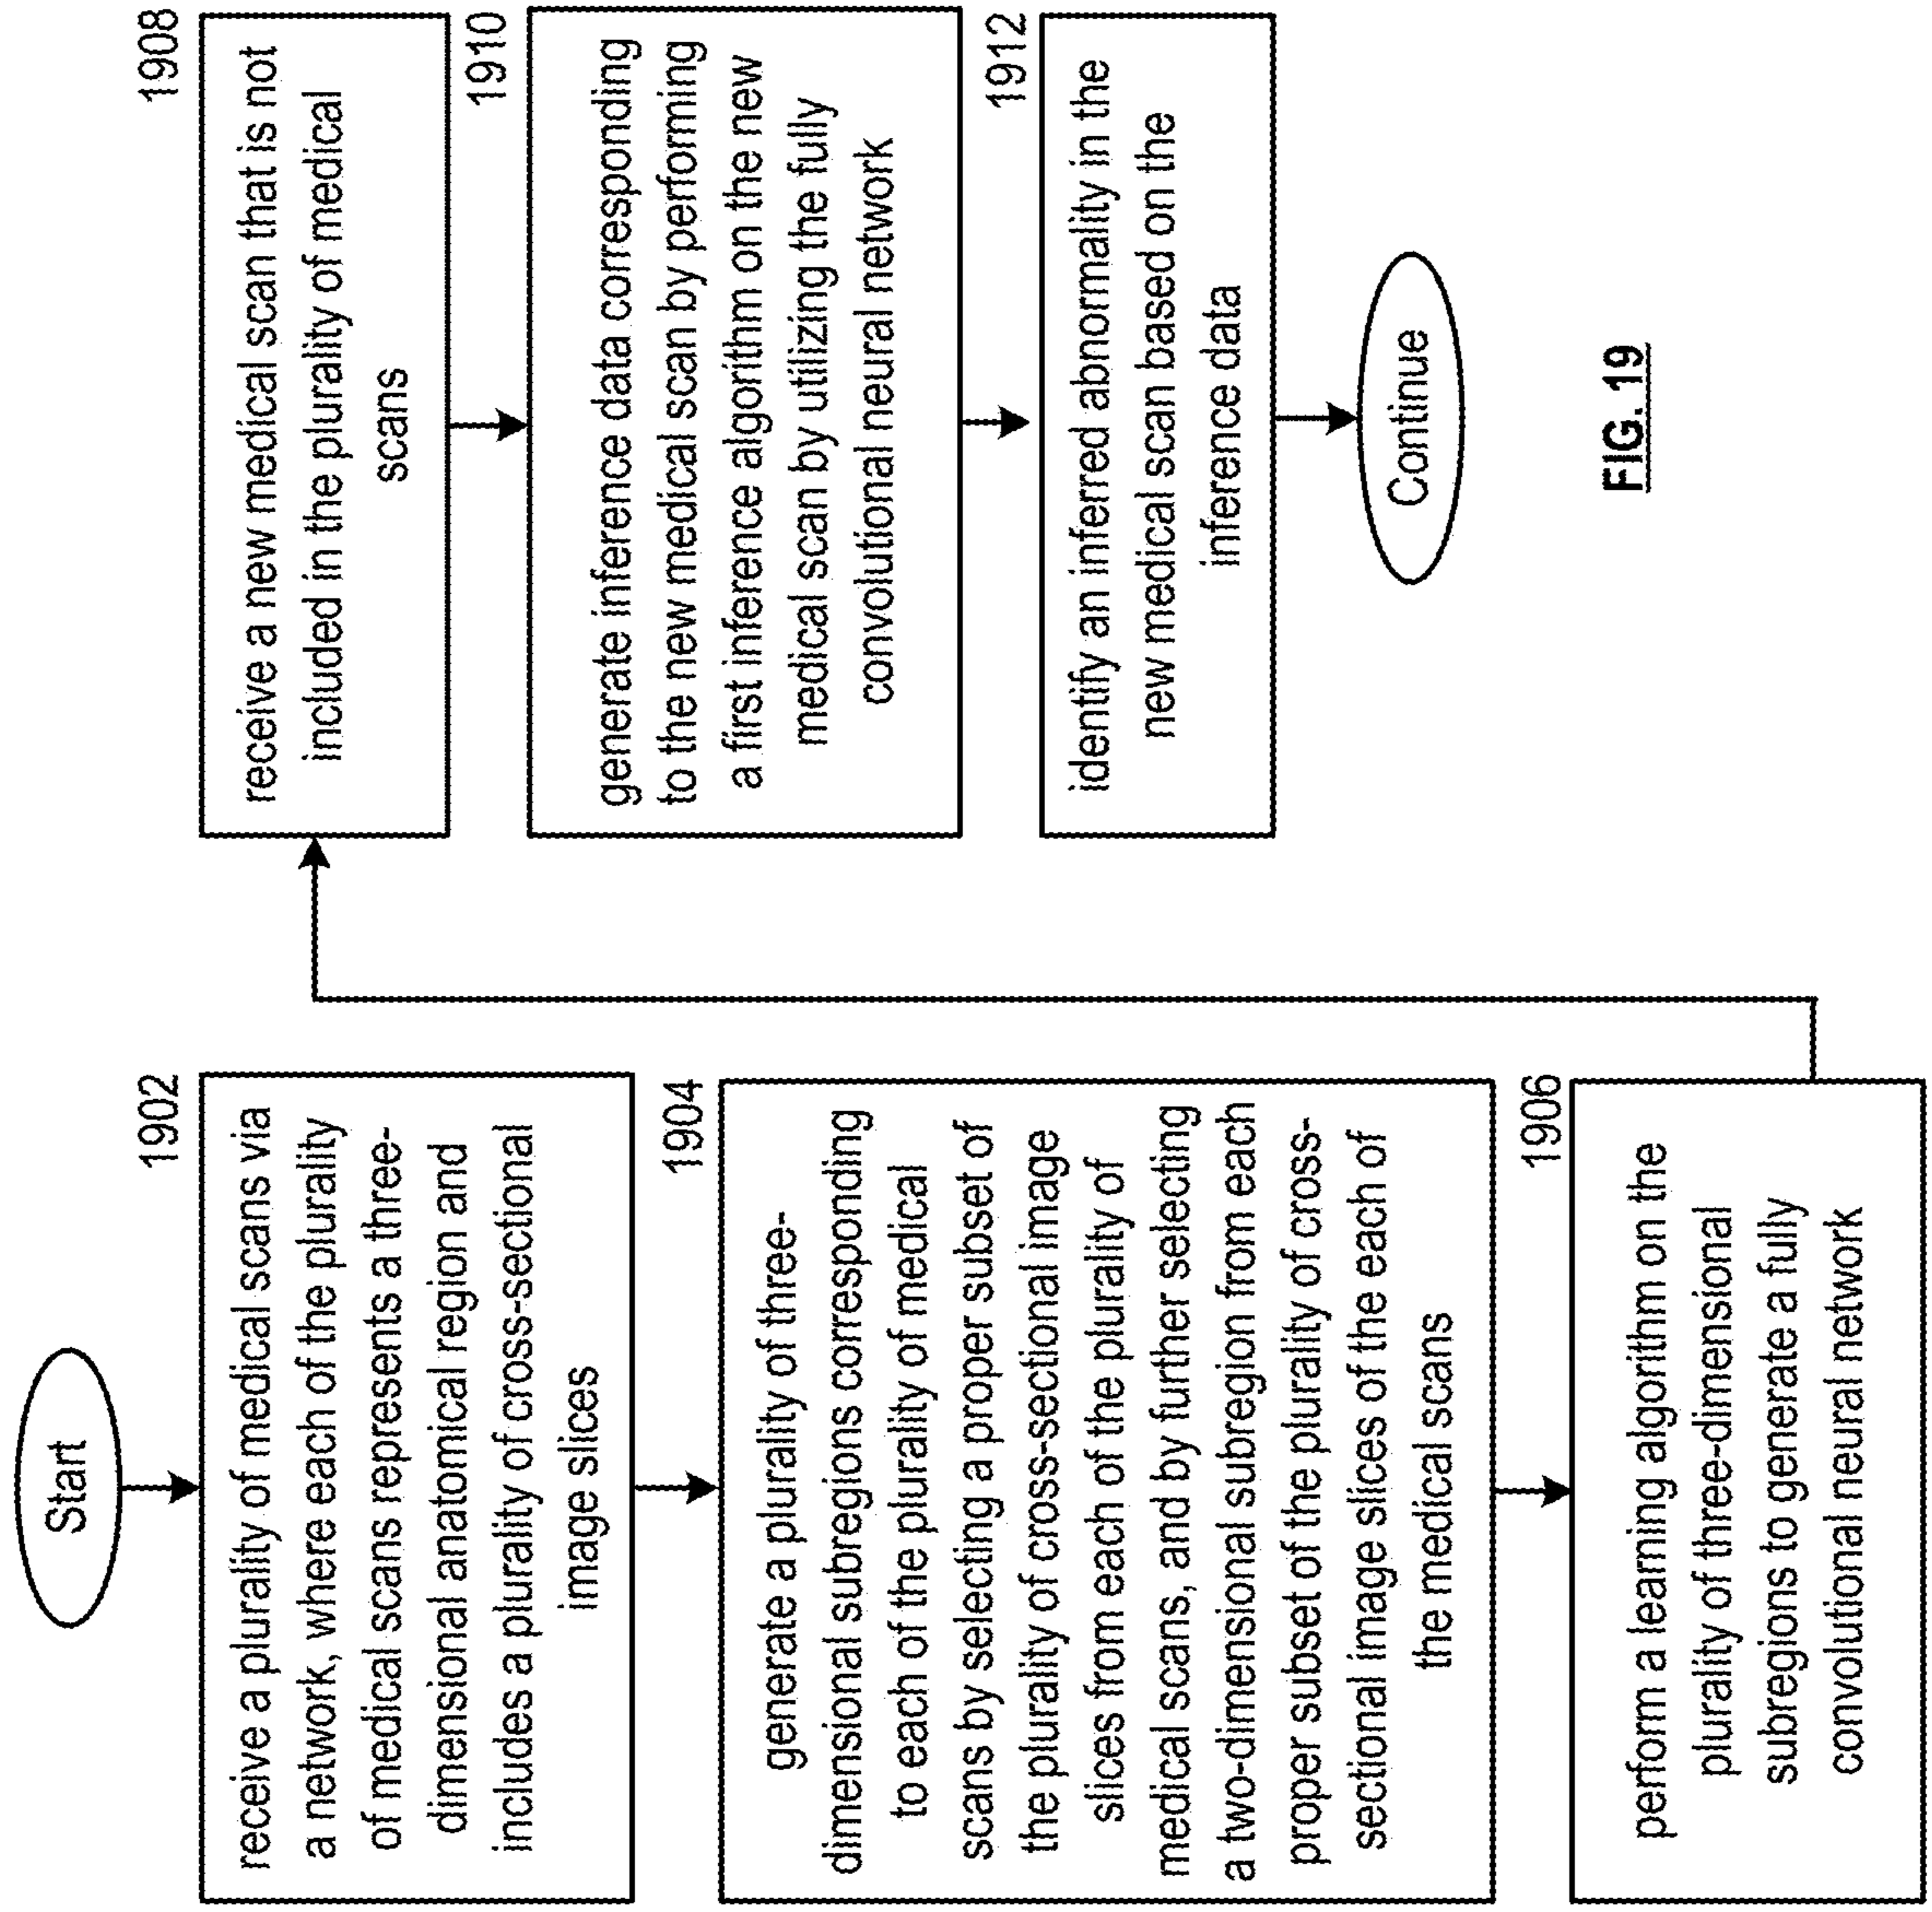 Start
1902
receive a plurality of medical scans via
a network, where each of the plurality
of medical scans represents a three-
dimensional anatomical region and
includes a plurality of cross-sectional
image slices
1904
generate a plurality of three-
dimensional subregions corresponding
to each of the plurality of medical
scans by selecting a proper subset of
the plurality of cross-sectional image
slices from each of the plurality of
medical scans, and by further selecting
a two-dimensional subregion from each
proper subset of the plurality of cross-
sectional image slices of the each of
the medical scans
1906
perform a learning algorithm on the
plurality of three-dimensional
subregions to generate a fully
convolutional neural network
1908
receive a new medical scan that is not
included in the plurality of medical
scans
1910
generate inference data corresponding
to the new medical scan by performing
a first inference algorithm on the new
medical scan by utilizing the fully
convolutional neural network
1912
identify an inferred abnormality in the
new medical scan based on the
inference data
Continue
FIG. 19